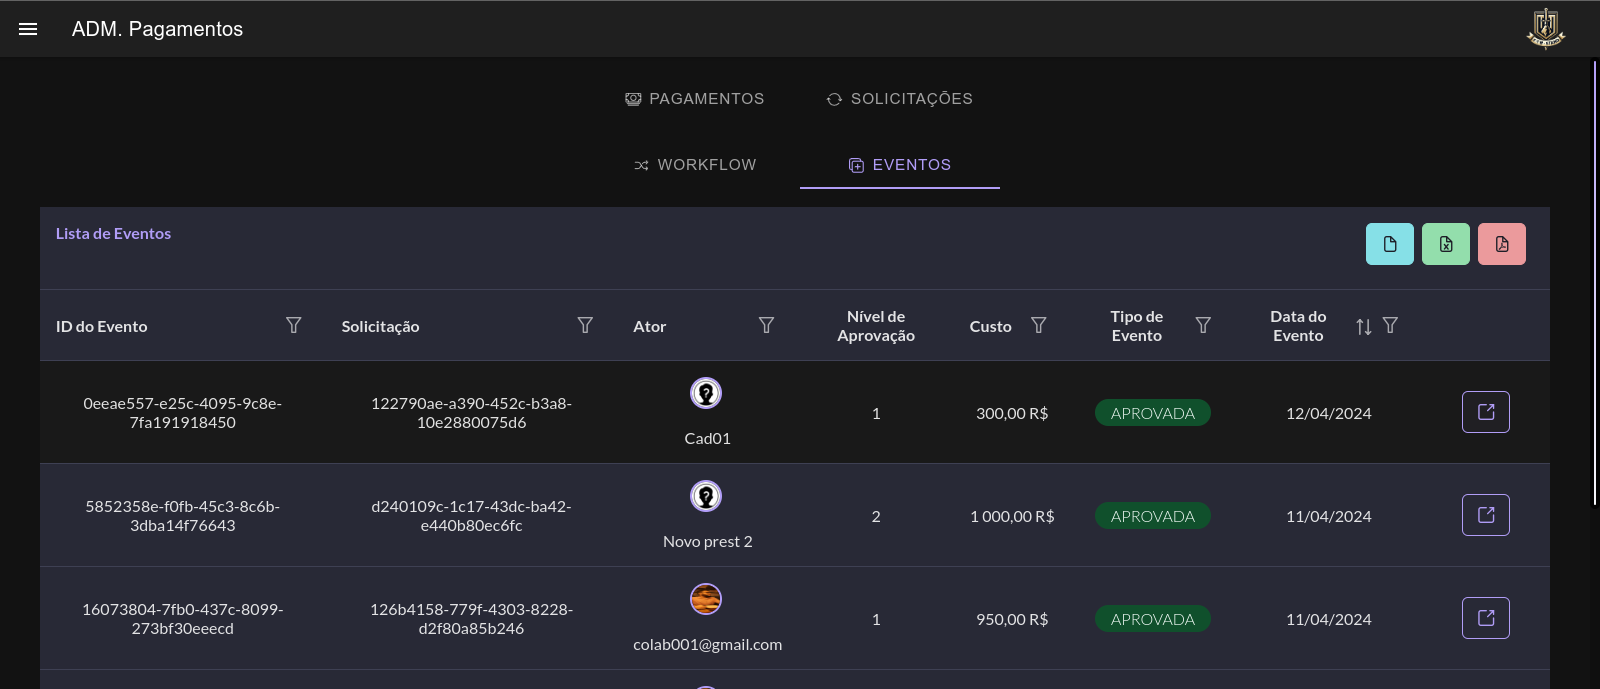 ADM. Pagamentos
PAGAMENTOS
SOLICITAÇÕES
WORKFLOW
EVENTOS
Lista de Eventos
ID do Evento
Solicitação
Ator
Nível de
Aprovação
Custo
Tipo de
Evento
Data do
Evento
0eeae557-e25c-4095-9c8e-
7fa191918450
122790ae-a390-452c-b3a8-
10e2880075d6
Cad01
1
300,00 R$
APROVADA
12/04/2024
5852358e-f0fb-45c3-8c6b-
3dba14f76643
d240109c-1c17-43dc-ba42-
e440b80ec6fc
Novo prest 2
2
1 000,00 R$
APROVADA
11/04/2024
16073804-7fb0-437c-8099-
273bf30eeecd
126b4158-779f-4303-8228-
d2f80a85b246
colab001@gmail.com
1
950,00 R$
APROVADA
11/04/2024